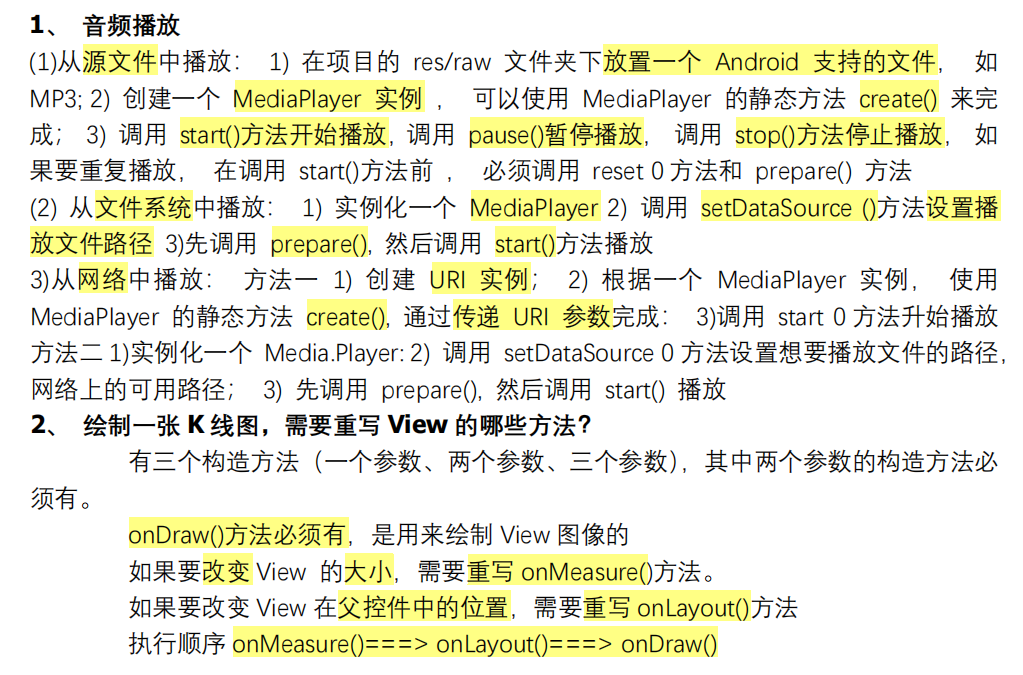 1、 音频播放
(1)从源文件中播放： 1) 在项目的 res/raw 文件夹下放置一个 Android 支持的文件， 如
MP3; 2) 创建一个 MediaPlayer 实例 ， 可以使用 MediaPlayer 的静态方法 create() 来完
成； 3) 调用 start()方法开始播放, 调用 pause()暂停播放， 调用 stop()方法停止播放， 如
果要重复播放， 在调用 start()方法前 ， 必须调用 reset 0 方法和 prepare() 方法
(2) 从文件系统中播放： 1) 实例化一个 MediaPlayer 2) 调用 setDataSource ()方法设置播
放文件路径 3)先调用 prepare(), 然后调用 start()方法播放
3)从网络中播放： 方法一 1) 创建 URI 实例； 2) 根据一个 MediaPlayer 实例， 使用
MediaPlayer 的静态方法 create(), 通过传递 URI 参数完成： 3)调用 start 0 方法升始播放
方法二 1)实例化一个 Media.Player: 2) 调用 setDataSource 0 方法设置想要播放文件的路径,
网络上的可用路径； 3) 先调用 prepare(), 然后调用 start() 播放
2、 绘制一张 K 线图，需要重写 View 的哪些方法？
有三个构造方法（一个参数、两个参数、三个参数），其中两个参数的构造方法必
须有。
onDraw()方法必须有，是用来绘制 View 图像的
如果要改变 View 的大小，需要重写 onMeasure()方法。
如果要改变 View 在父控件中的位置，需要重写 onLayout()方法
执行顺序 onMeasure()===> onLayout()===> onDraw()